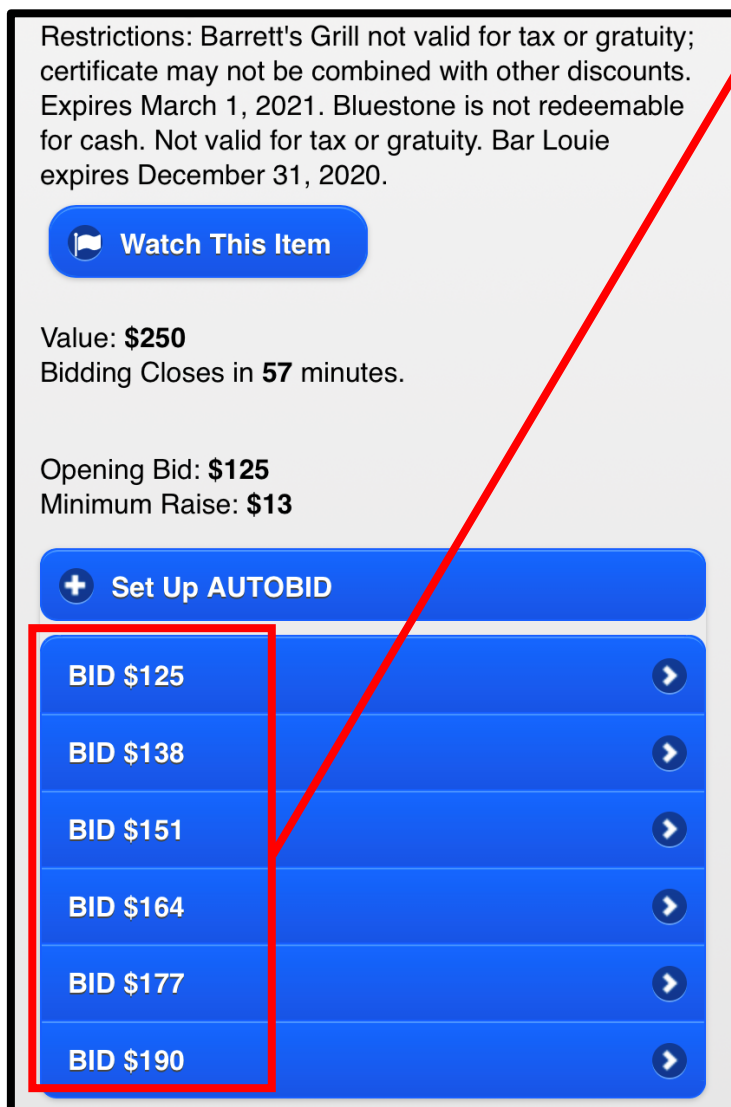 Restrictions: Barrett's Grill not valid for tax or gratuity;
certificate may not be combined with other discounts.
Expires March 1, 2021. Bluestone is not redeemable
for cash. Not valid for tax or gratuity. Bar Louie
expires December 31, 2020.
Watch This Item
Value: $250
Bidding Closes in 57 minutes.
Opening Bid: $125
Minimum Raise: $13
Set Up AUTOBID
BID $125
BID $138
BID $151
BID $164
BID $177
BID $190